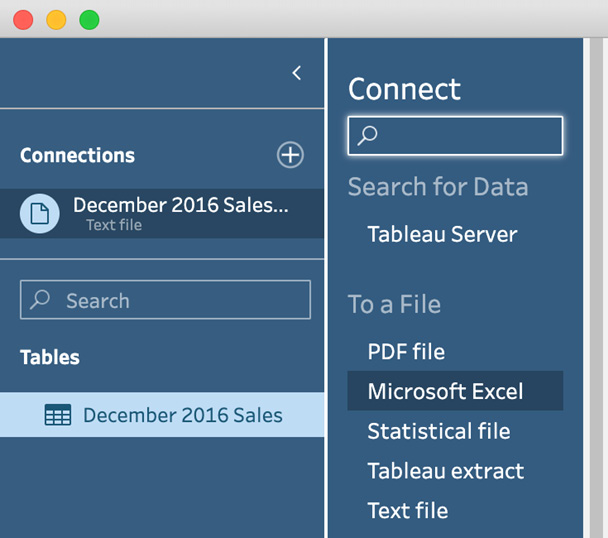 Connections
December 2016 Sales...
Text file
Search
Tables
December 2016 Sales
Connect
Search for Data
Tableau Server
To a File
PDF file
Microsoft Excel
Statistical file
Tableau extract
Text file